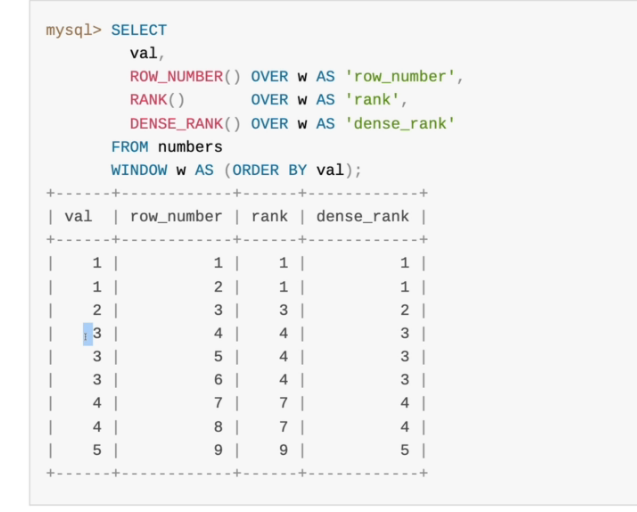 mysql> SELECT
         val,
         ROW_NUMBER() OVER w AS 'row_number',
         RANK()       OVER w AS 'rank',
         DENSE_RANK() OVER w AS 'dense_rank'
       FROM numbers
       WINDOW w AS (ORDER BY val);
+------+------------+------+------------+
| val  | row_number | rank | dense_rank |
+------+------------+------+------------+
|    1 |          1 |    1 |          1 |
|    1 |          2 |    1 |          1 |
|    2 |          3 |    3 |          2 |
|    3 |          4 |    4 |          3 |
|    3 |          5 |    4 |          3 |
|    3 |          6 |    4 |          3 |
|    4 |          7 |    7 |          4 |
|    4 |          8 |    7 |          4 |
|    5 |          9 |    9 |          5 |
+------+------------+------+------------+